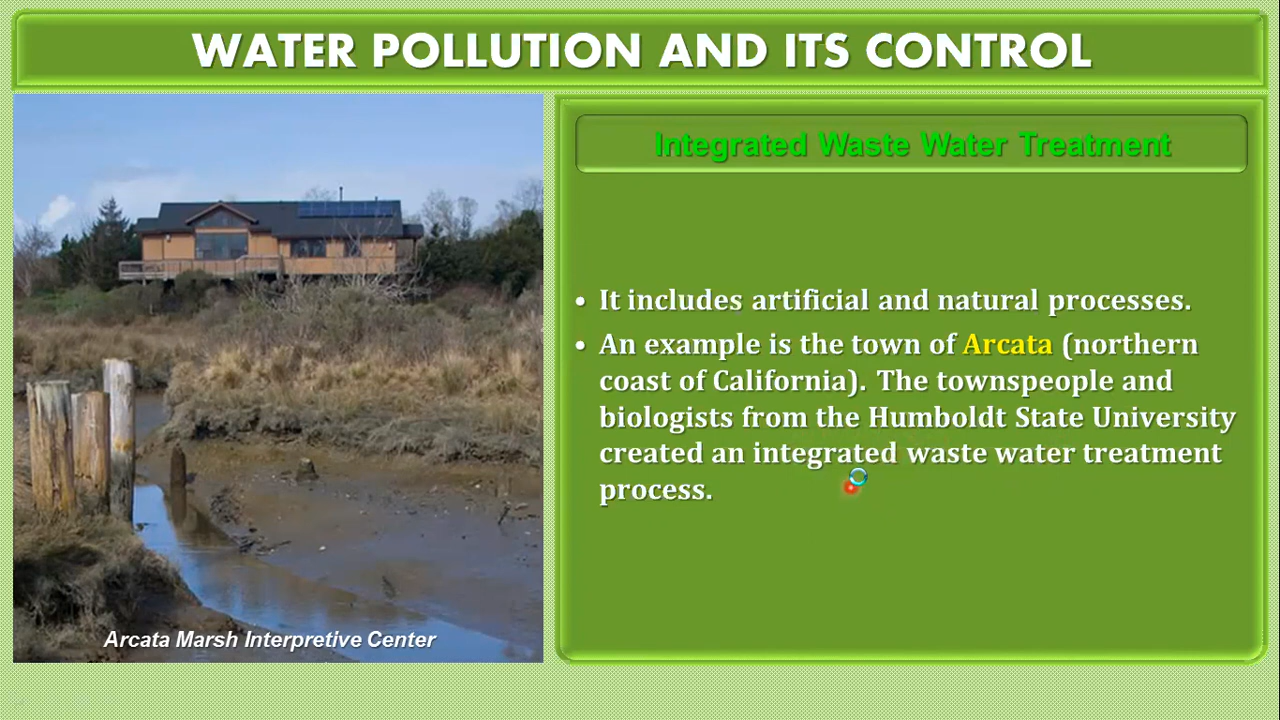 WATER POLLUTION AND ITS CONTROL
Integrated Waste Water Treatment
• It includes artificial and natural processes.
• An example is the town of Arcata (northern
coast of California). The townspeople and
biologists from the Humboldt State University
created an integrated waste water treatment
process.
Arcata Marsh Interpretive Center